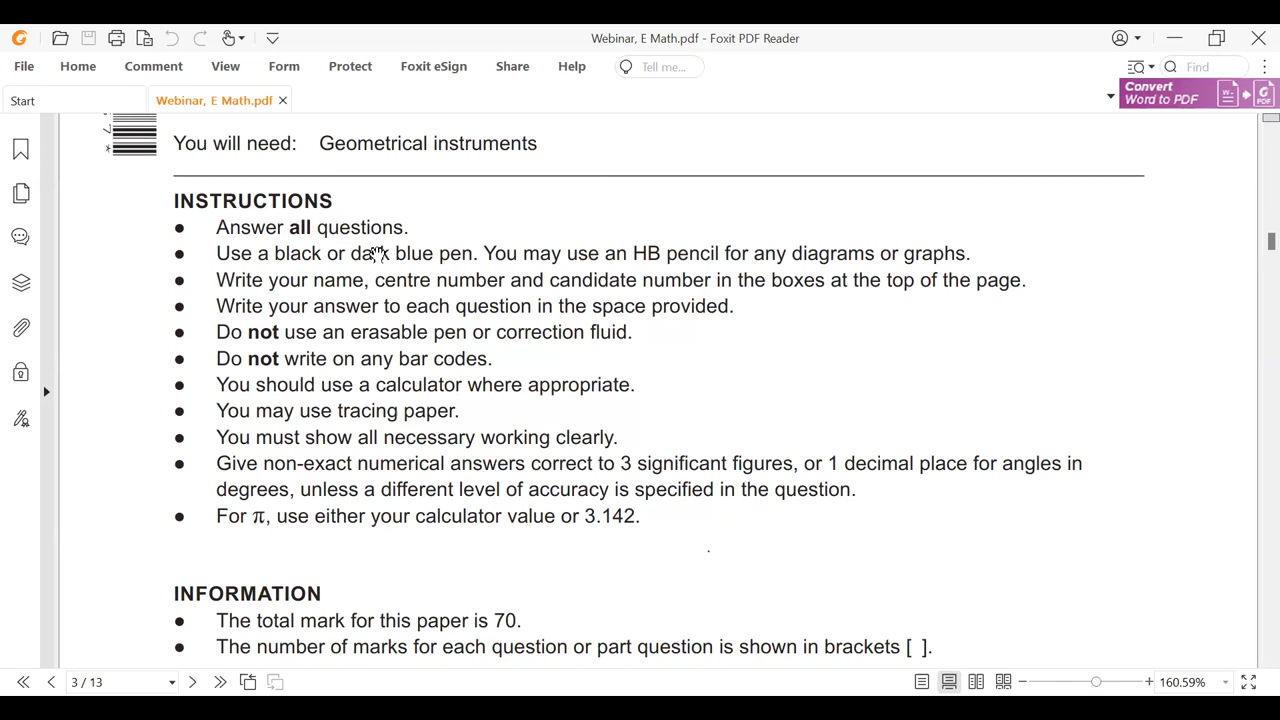 Webinar, E Math.pdf - Foxit PDF Reader
File Home Comment View Form Protect Foxit eSign Share Help Tell me... Find
Start Webinar, E Math.pdf
Convert
Word to PDF
You will need: Geometrical instruments
INSTRUCTIONS
● Answer all questions.
● Use a black or dark blue pen. You may use an HB pencil for any diagrams or graphs.
● Write your name, centre number and candidate number in the boxes at the top of the page.
● Write your answer to each question in the space provided.
● Do not use an erasable pen or correction fluid.
● Do not write on any bar codes.
● You should use a calculator where appropriate.
● You may use tracing paper.
● You must show all necessary working clearly.
● Give non-exact numerical answers correct to 3 significant figures, or 1 decimal place for angles in
degrees, unless a different level of accuracy is specified in the question.
● For π, use either your calculator value or 3.142.
INFORMATION
● The total mark for this paper is 70.
● The number of marks for each question or part question is shown in brackets [ ].
3 / 13 160.59%